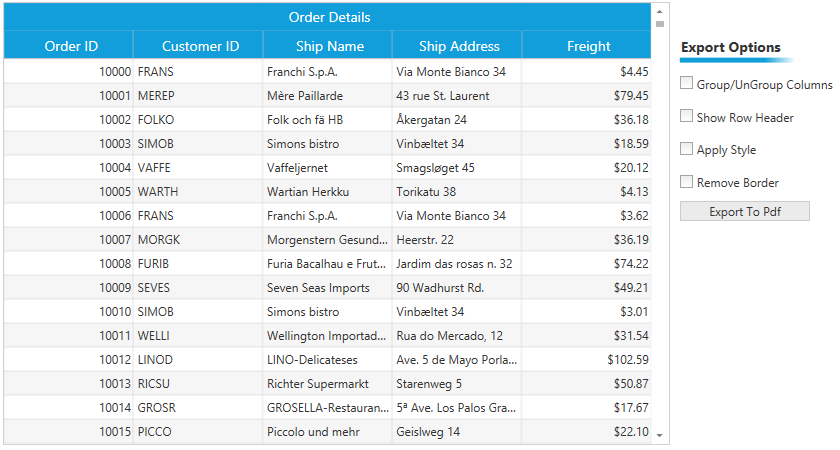 Order Details
Order ID Customer ID Ship Name Ship Address Freight
10000 FRANS Franchi S.p.A. Via Monte Bianco 34 $4.45
10001 MEREP Mère Paillarde 43 rue St. Laurent $79.45
10002 FOLKO Folk och fä HB Åkergatan 24 $36.18
10003 SIMOB Simons bistro Vinbæltet 34 $18.59
10004 VAFFE Vaffeljernet Smagsløget 45 $20.12
10005 WARTH Wartian Herkku Torikatu 38 $4.13
10006 FRANS Franchi S.p.A. Via Monte Bianco 34 $3.62
10007 MORGK Morgenstern Gesund... Heerstr. 22 $36.19
10008 FURIB Furia Bacalhau e Frut... Jardim das rosas n. 32 $74.22
10009 SEVES Seven Seas Imports 90 Wadhurst Rd. $49.21
10010 SIMOB Simons bistro Vinbæltet 34 $3.01
10011 WELLI Wellington Importad... Rua do Mercado, 12 $31.54
10012 LINOD LINO-Delicateses Ave. 5 de Mayo Porla... $102.59
10013 RICSU Richter Supermarkt Starenweg 5 $50.87
10014 GROSR GROSELLA-Restauran... 5ª Ave. Los Palos Gra... $17.67
10015 PICCO Piccolo und mehr Geislweg 14 $22.10
Export Options
Group/UnGroup Columns
Show Row Header
Apply Style
Remove Border
Export To Pdf